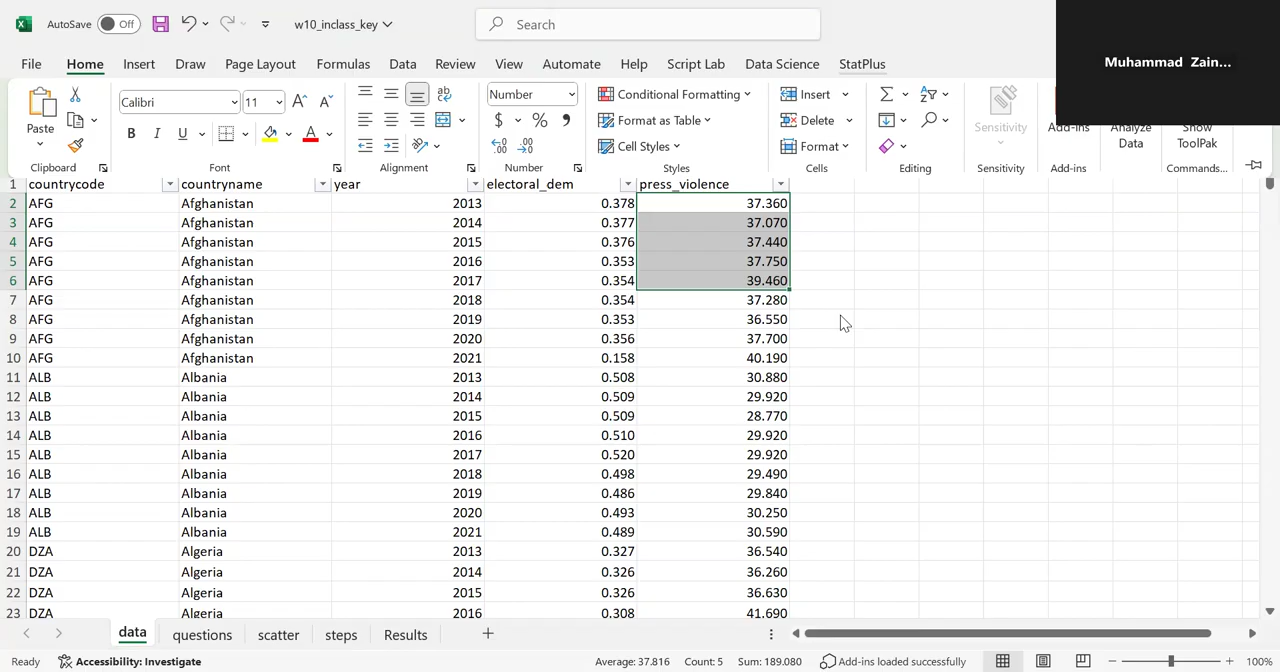 AutoSave Off w10_inclass_key Search
Muhammad Zain...
File Home Insert Draw Page Layout Formulas Data Review View Automate Help Script Lab Data Science StatPlus
Paste
Clipboard
Calibri 11 A A
B I U A
Font
ab
Alignment
Number
$ % ,
Number
Conditional Formatting
Format as Table
Cell Styles
Styles
Insert
Delete
Format
Cells
Editing
Sensitivity
Sensitivity
Add-ins
Add-ins
Analyze
Data
Show
ToolPak
Commands...
1 countrycode countryname year electoral_dem press_violence
2 AFG Afghanistan 2013 0.378 37.360
3 AFG Afghanistan 2014 0.377 37.070
4 AFG Afghanistan 2015 0.376 37.440
5 AFG Afghanistan 2016 0.353 37.750
6 AFG Afghanistan 2017 0.354 39.460
7 AFG Afghanistan 2018 0.354 37.280
8 AFG Afghanistan 2019 0.353 36.550
9 AFG Afghanistan 2020 0.356 37.700
10 AFG Afghanistan 2021 0.158 40.190
11 ALB Albania 2013 0.508 30.880
12 ALB Albania 2014 0.509 29.920
13 ALB Albania 2015 0.509 28.770
14 ALB Albania 2016 0.510 29.920
15 ALB Albania 2017 0.520 29.920
16 ALB Albania 2018 0.498 29.490
17 ALB Albania 2019 0.486 29.840
18 ALB Albania 2020 0.493 30.250
19 ALB Albania 2021 0.489 30.590
20 DZA Algeria 2013 0.327 36.540
21 DZA Algeria 2014 0.326 36.260
22 DZA Algeria 2015 0.326 36.630
23 DZA Algeria 2016 0.308 41.690
data questions scatter steps Results
Ready Accessibility: Investigate Average: 37.816 Count: 5 Sum: 189.080 Add-ins loaded successfully 100%